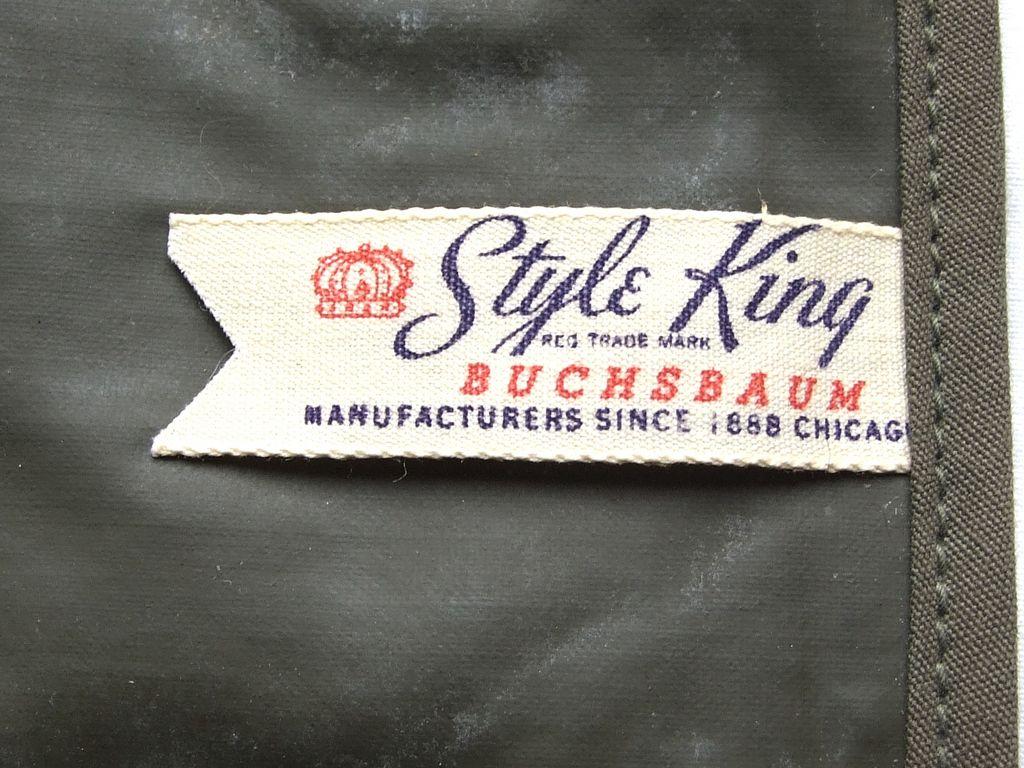 Style King
REG TRADE MARK
BUCHSBAUM
MANUFACTURERS SINCE 1888 CHICAG